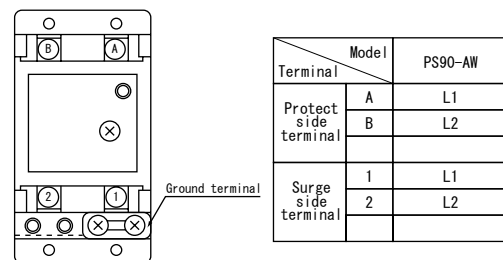 B A
2 1
Ground terminal
Model
Terminal
PS90-AW
Protect
side
terminal
A L1
B L2
Surge
side
terminal
1 L1
2 L2